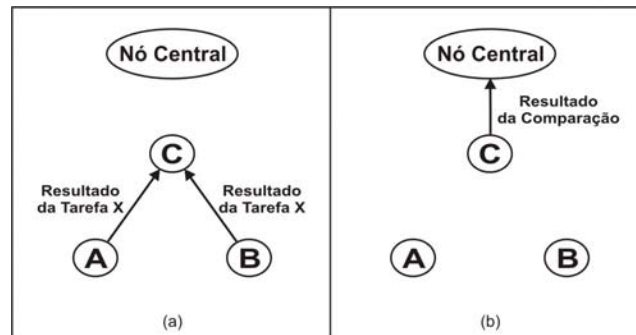 Nó Central
C
Resultado
da Tarefa X
Resultado
da Tarefa X
A
B
(a)
Nó Central
Resultado
da Comparação
C
A
B
(b)